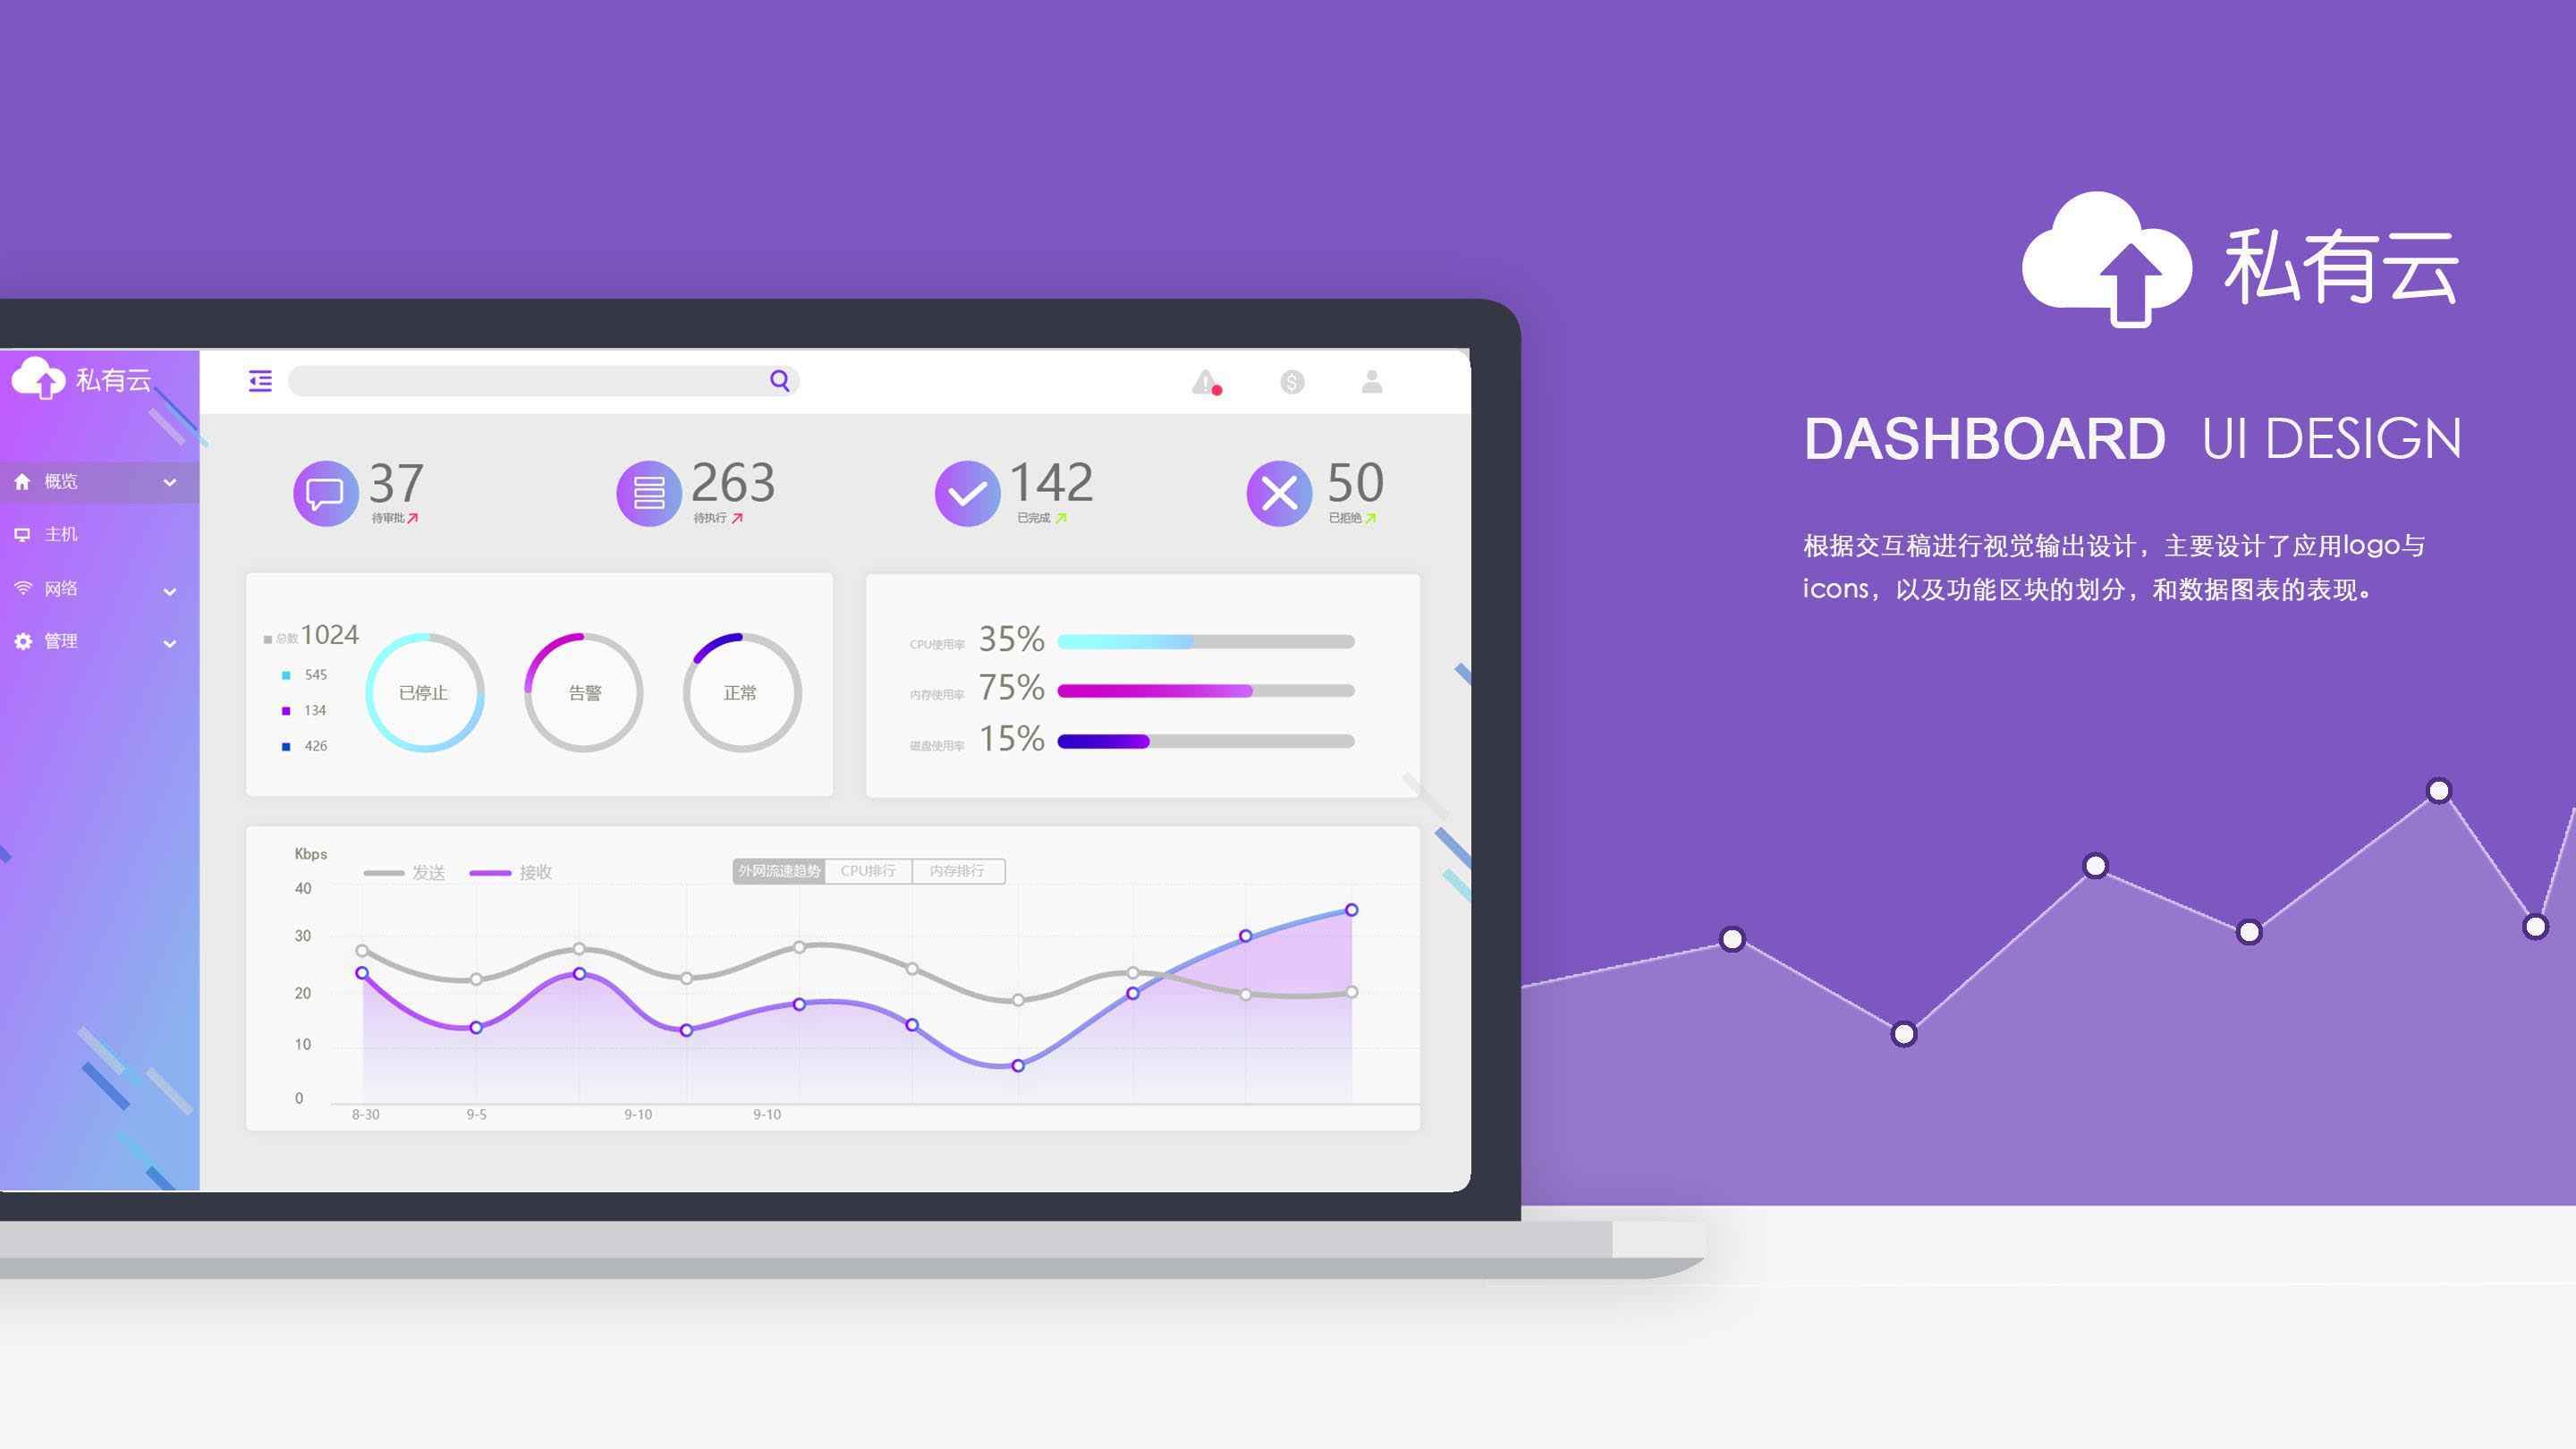 私有云
DASHBOARD UI DESIGN
根据交互稿进行视觉输出设计，主要设计了应用logo与
icons，以及功能区块的划分，和数据图表的表现。
私有云
概览
主机
网络
管理
37
待审批
263
待执行
142
已完成
50
已拒绝
总数 1024
545
134
426
已停止
告警
正常
CPU使用率 35%
内存使用率 75%
磁盘使用率 15%
Kbps
发送 接收
外网流速趋势 CPU排行 内存排行
40
30
20
10
0
8-30 9-5 9-10 9-10